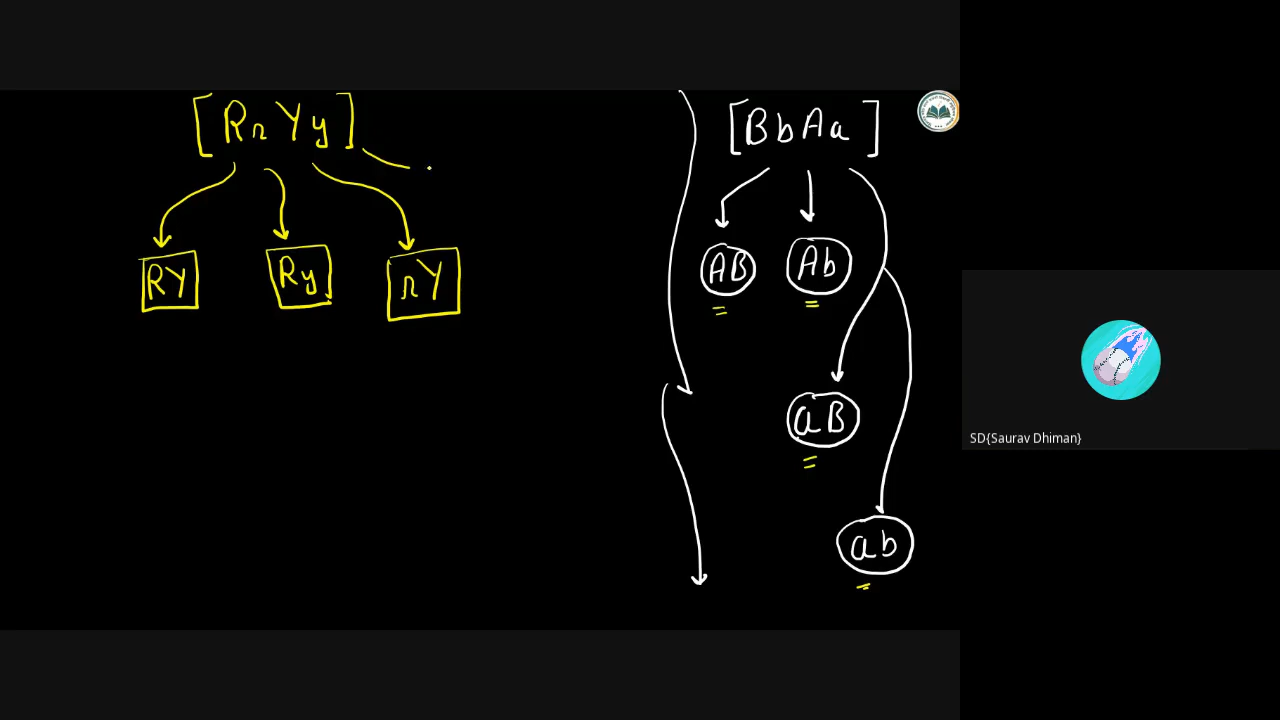 [RrYy]
RY Ry rY
[BbAa]
AB Ab
aB
ab
SD{Saurav Dhiman}